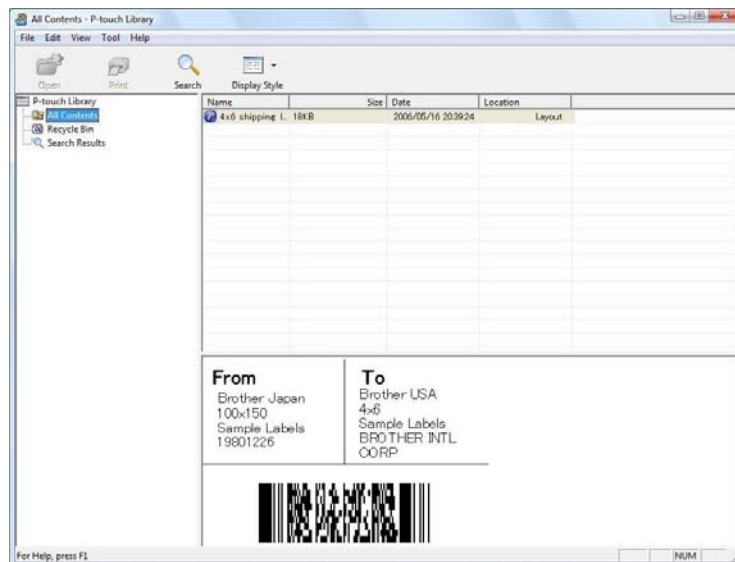 All Contents - P-touch Library
File Edit View Tool Help
Open Print Search Display Style
P-touch Library
All Contents
Recycle Bin
Search Results
Name Size Date Location
4x6 shipping L. 18KB 2006/05/16 20:39:24 Layout
From
Brother Japan
100x150
Sample Labels
19801226
To
Brother USA
4x6
Sample Labels
BROTHER INTL
CORP
For Help, press F1
NUM